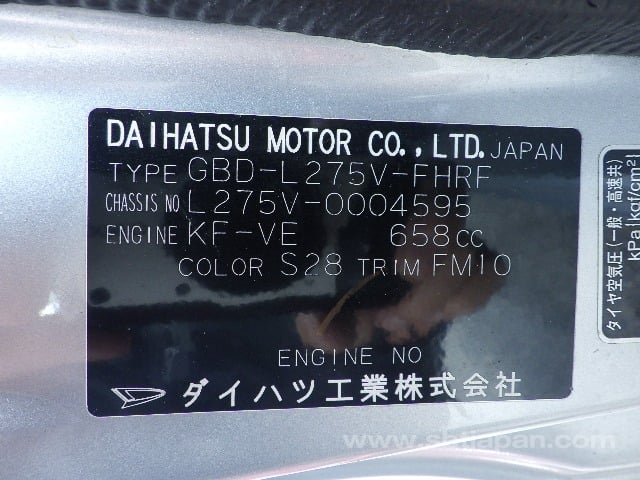 DAIHATSU MOTOR CO., LTD. JAPAN
TYPE GBD-L275V-FHRF
CHASSIS NO L275V-0004595
ENGINE KF-VE 658CC
COLOR S28 TRIM FM10
ENGINE NO
ダイハツ工業株式会社
タイヤ空気圧(一般・高速共)
kPa{kgf/cm²}
www.sbtjapan.com